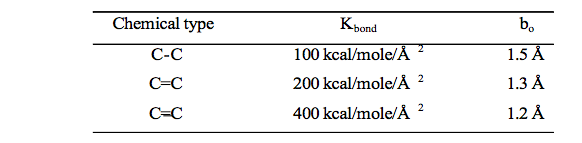 Chemical type K_bond b_o
C-C 100 kcal/mole/Å ² 1.5 Å
C=C 200 kcal/mole/Å ² 1.3 Å
C=C 400 kcal/mole/Å ² 1.2 Å